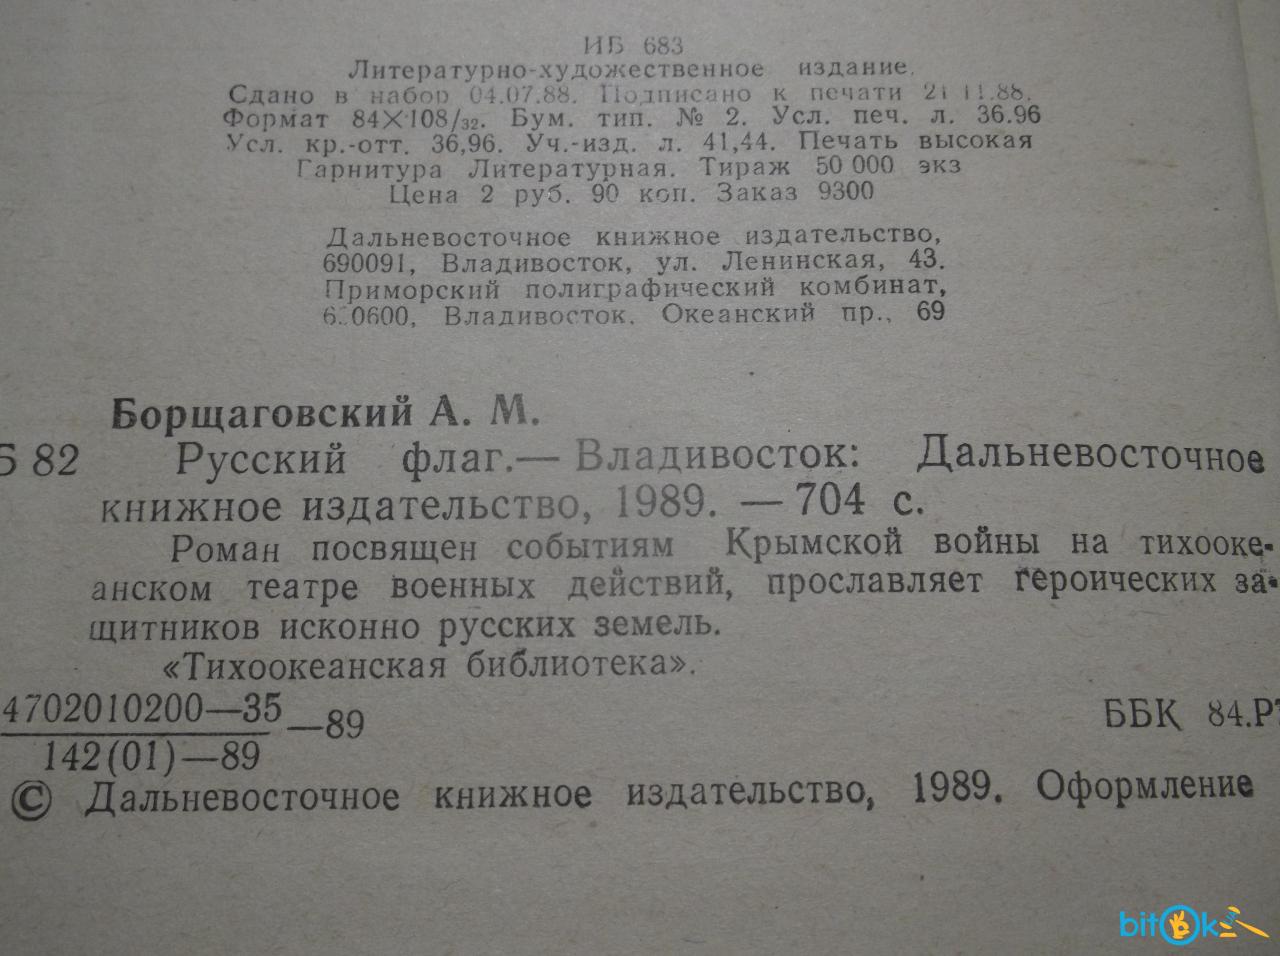 ИБ 683
Литературно-художественное издание.
Сдано в набор 04.07.88. Подписано к печати 21 11.88.
Формат 84×108/32. Бум. тип. № 2. Усл. печ. л. 36.96
Усл. кр.-отт. 36,96. Уч.-изд. л. 41,44. Печать высокая
Гарнитура Литературная. Тираж 50 000 экз
Цена 2 руб. 90 коп. Заказ 9300
Дальневосточное книжное издательство,
690091, Владивосток, ул. Ленинская, 43.
Приморский полиграфический комбинат,
Владивосток. Океанский пр., 69
Борщаговский А. М.
Б 82 Русский флаг.— Владивосток: Дальневосточное
книжное издательство, 1989. — 704 с.
Роман посвящен событиям Крымской войны на тихооке-
анском театре военных действий, прославляет героических за-
щитников исконно русских земель.
«Тихоокеанская библиотека».
4702010200—35
—89
142(01)—89
ББК 84.Р
© Дальневосточное книжное издательство, 1989. Оформление
bitOk